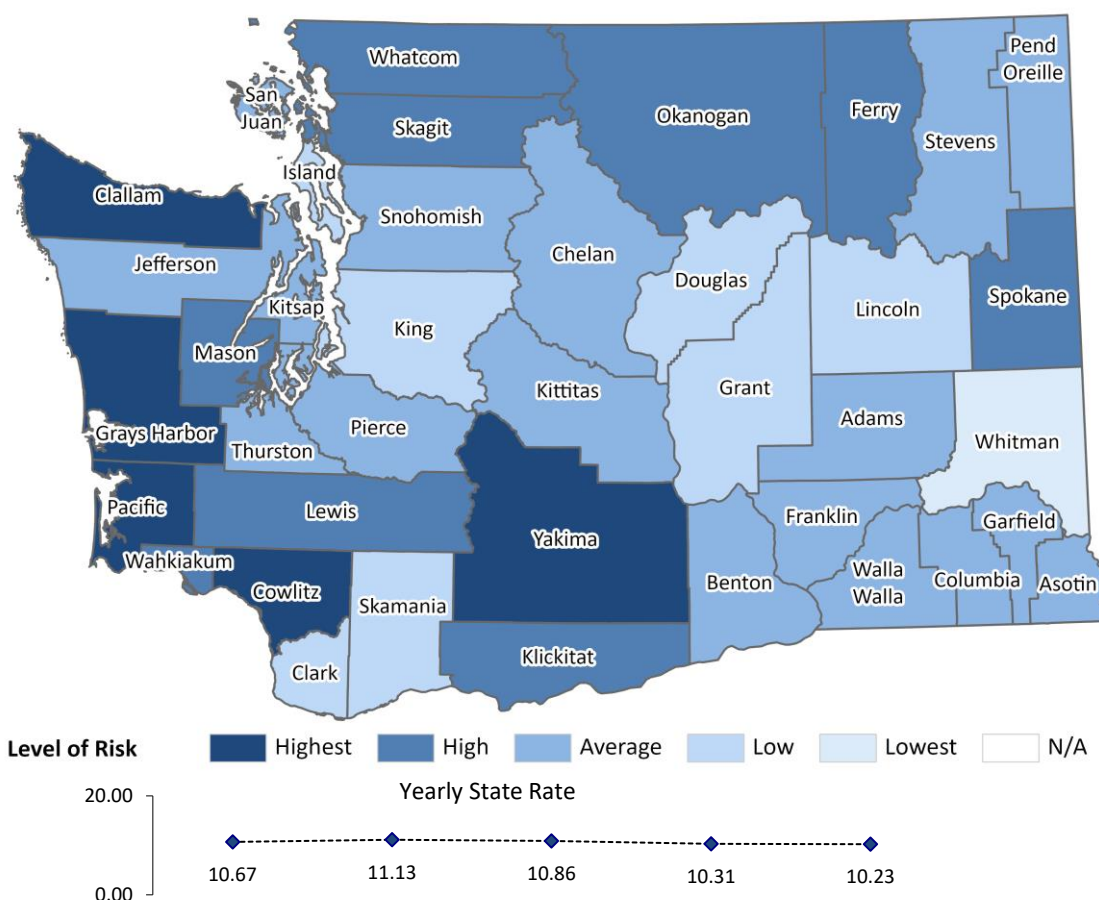 Whatcom
Okanogan
Ferry
Pend
Oreille
San
Juan
Skagit
Stevens
Island
Clallam
Snohomish
Chelan
Jefferson
Douglas
Kitsap
King
Lincoln
Spokane
Mason
Kittitas
Grant
Adams
Grays Harbor
Thurston
Pierce
Whitman
Pacific
Lewis
Yakima
Franklin
Garfield
Wahkiakum
Cowlitz
Skamania
Benton
Walla
Walla
Columbia
Asotin
Clark
Klickitat
Level of Risk Highest High Average Low Lowest N/A
Yearly State Rate
20.00
10.67 11.13 10.86 10.31 10.23
0.00